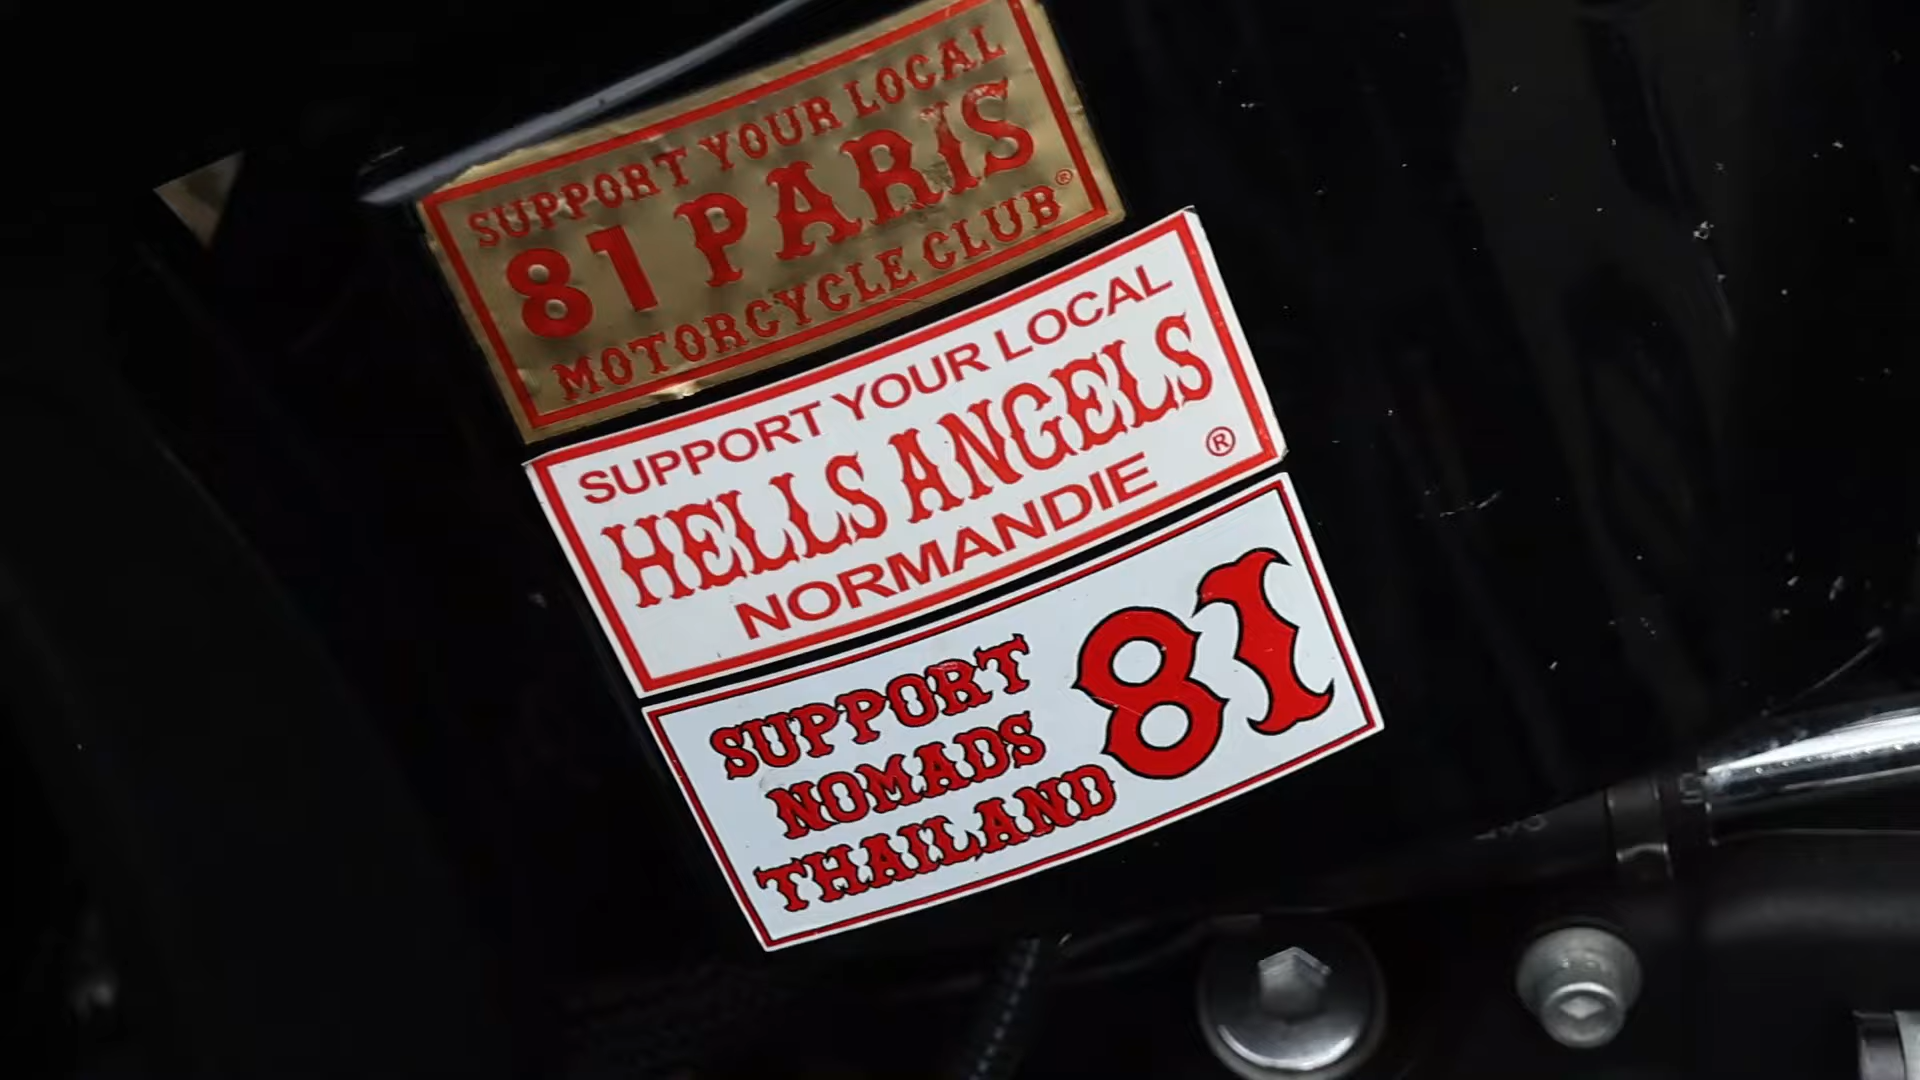 SUPPORT YOUR LOCAL
81 PARIS
MOTORCYCLE CLUB®
SUPPORT YOUR LOCAL
HELLS ANGELS
NORMANDIE ®
SUPPORT
NOMADS
THAILAND
81